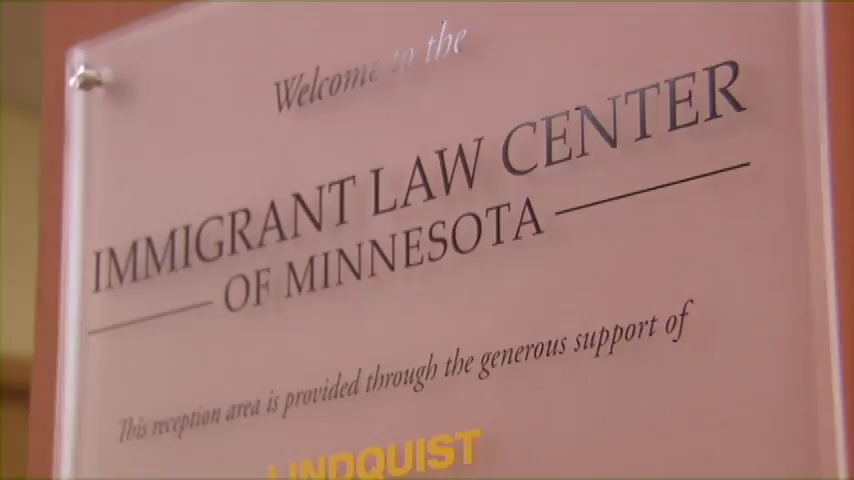 Welcome to the
IMMIGRANT LAW CENTER
OF MINNESOTA
This reception area is provided through the generous support of
LINDQUIST